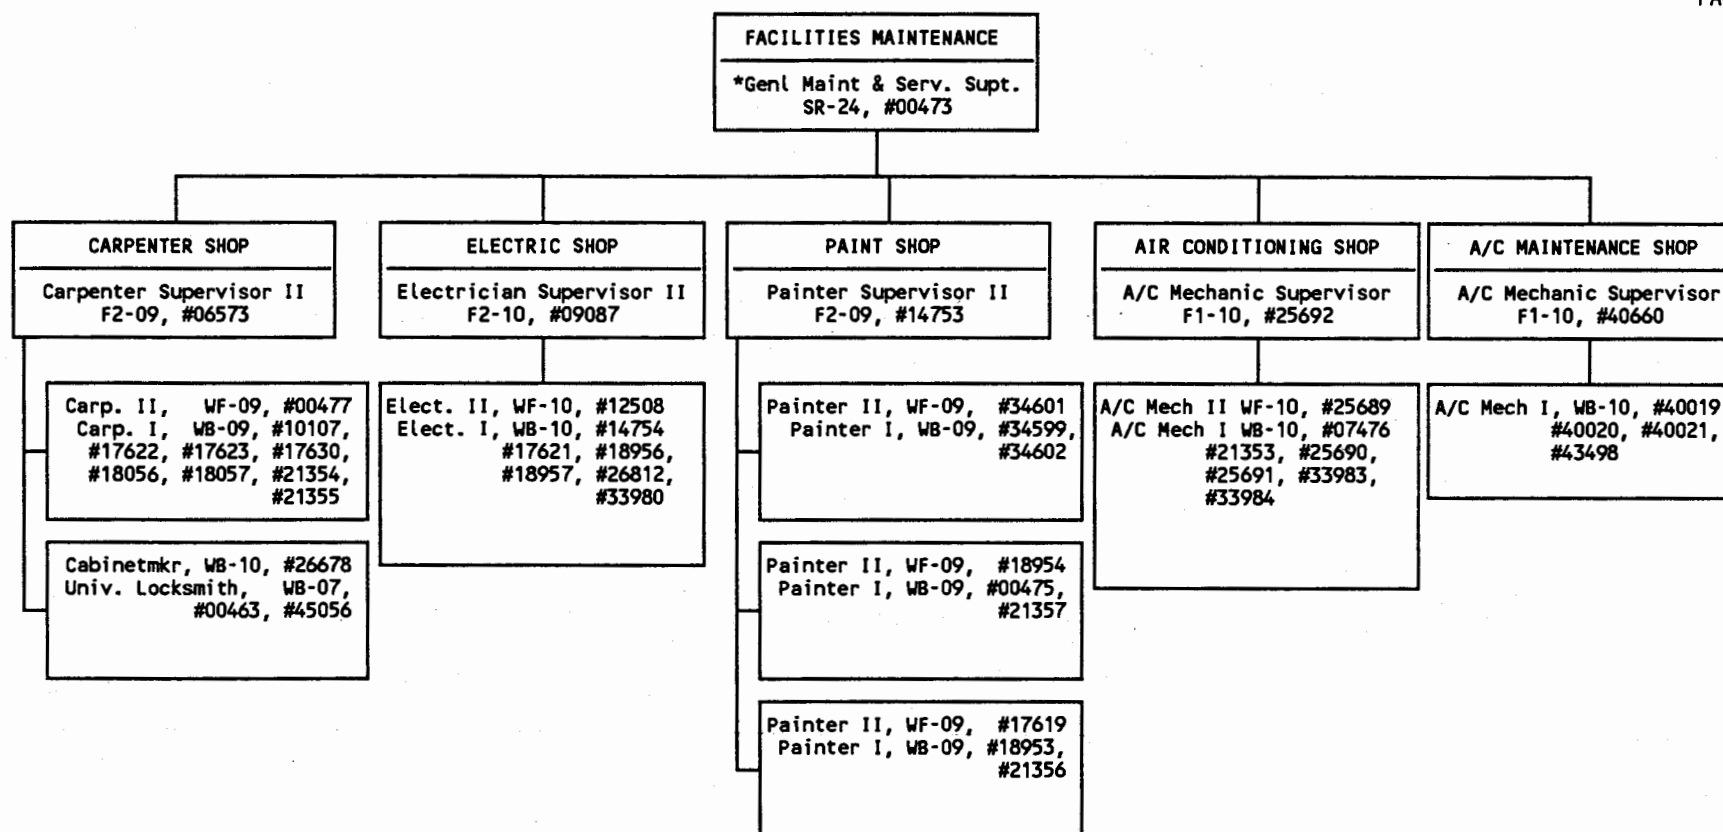 FACILITIES MAINTENANCE
*Genl Maint & Serv. Supt.
SR-24, #00473
CARPENTER SHOP
Carpenter Supervisor II
F2-09, #06573
Carp. II, WF-09, #00477
Carp. I, WB-09, #10107,
#17622, #17623, #17630,
#18056, #18057, #21354,
#21355
Cabinetmkr, WB-10, #26678
Univ. Locksmith, WB-07,
#00463, #45056
ELECTRIC SHOP
Electrician Supervisor II
F2-10, #09087
Elect. II, WF-10, #12508
Elect. I, WB-10, #14754
#17621, #18956,
#18957, #26812,
#33980
PAINT SHOP
Painter Supervisor II
F2-09, #14753
Painter II, WF-09, #34601
Painter I, WB-09, #34599,
#34602
Painter II, WF-09, #18954
Painter I, WB-09, #00475,
#21357
Painter II, WF-09, #17619
Painter I, WB-09, #18953,
#21356
AIR CONDITIONING SHOP
A/C Mechanic Supervisor
F1-10, #25692
A/C Mech II WF-10, #25689
A/C Mech I WB-10, #07476
#21353, #25690,
#25691, #33983,
#33984
A/C MAINTENANCE SHOP
A/C Mechanic Supervisor
F1-10, #40660
A/C Mech I, WB-10, #40019
#40020, #40021,
#43498